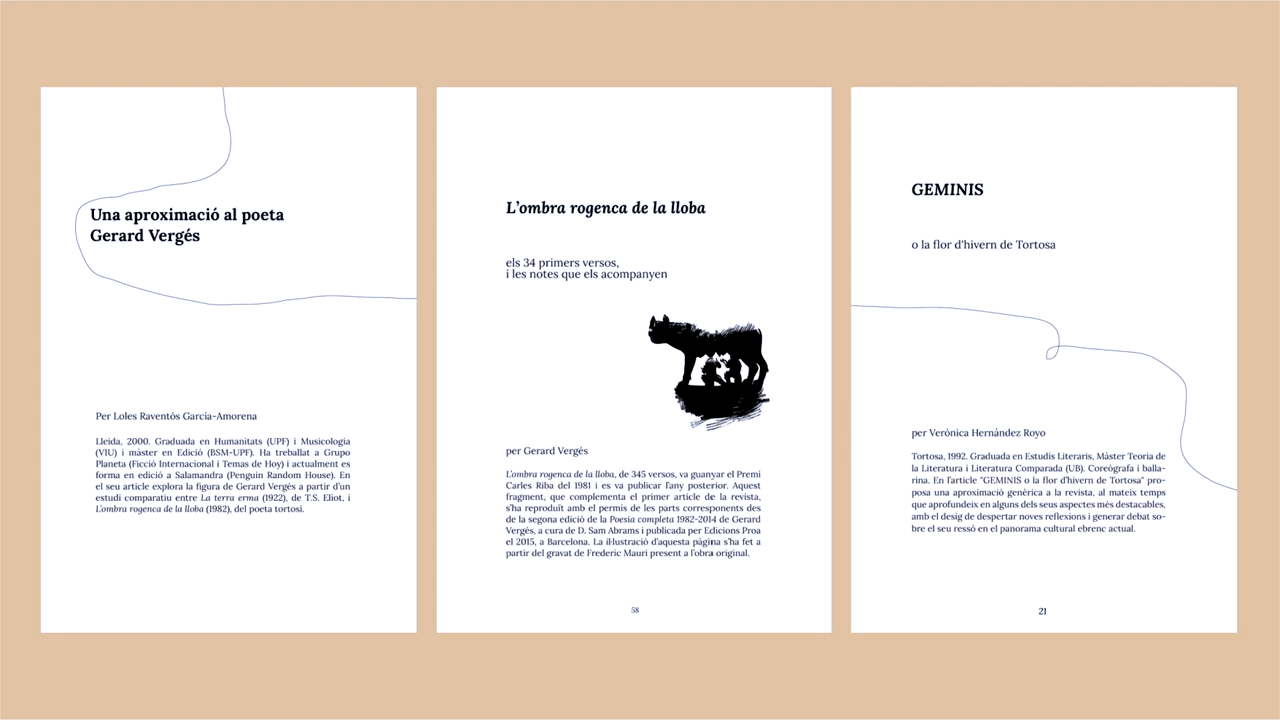 Una aproximació al poeta
Gerard Vergés
Per Loles Raventós García-Amorena
Lleida, 2000. Graduada en Humanitats (UPF) i Musicologia
(VIU) i màster en Edició (BSM-UPF). Ha treballat a Grupo
Planeta (Ficció Internacional i Temas de Hoy) i actualment es
forma en edició a Salamandra (Penguin Random House). En
el seu article explora la figura de Gerard Vergés a partir d'un
estudi comparatiu entre La terra erma (1922), de T.S. Eliot, i
L'ombra rogenca de la lloba (1982), del poeta tortosí.
L'ombra rogenca de la lloba
els 34 primers versos,
i les notes que els acompanyen
per Gerard Vergés
L'ombra rogenca de la lloba, de 345 versos, va guanyar el Premi
Carles Riba del 1981 i es va publicar l'any posterior. Aquest
fragment, que complementa el primer article de la revista,
s'ha reproduït amb el permís de les parts corresponents des
de la segona edició de la Poesia completa 1982-2014 de Gerard
Vergés, a cura de D. Sam Abrams i publicada per Edicions Proa
el 2015, a Barcelona. La il·lustració d'aquesta pàgina s'ha fet a
partir del gravat de Frederic Mauri present a l'obra original.
58
GEMINIS
o la flor d'hivern de Tortosa
per Verònica Hernández Royo
Tortosa, 1992. Graduada en Estudis Literaris, Màster Teoria de
la Literatura i Literatura Comparada (UB). Coreògrafa i balla-
rina. En l'article "GEMINIS o la flor d'hivern de Tortosa" pro-
posa una aproximació genèrica a la revista, al mateix temps
que aprofundeix en alguns dels seus aspectes més destacables,
amb el desig de despertar noves reflexions i generar debat so-
bre el seu ressò en el panorama cultural ebrenc actual.
21